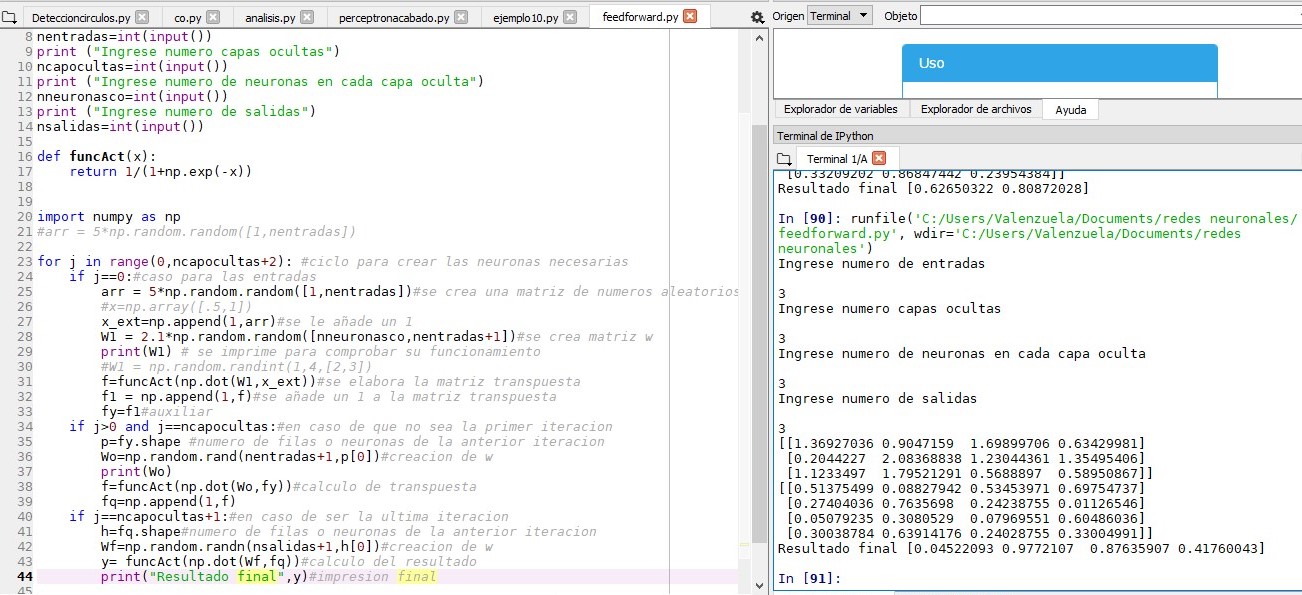 Deteccioncirculos.py co.py analisis.py perceptronacabado.py ejemplo10.py feedforward.py
8 nentradas=int(input())
9 print ("Ingrese numero capas ocultas")
10 ncapocultas=int(input())
11 print ("Ingrese numero de neuronas en cada capa oculta")
12 nneuronasco=int(input())
13 print ("Ingrese numero de salidas")
14 nsalidas=int(input())
15
16 def funcAct(x):
17     return 1/(1+np.exp(-x))
18
19
20 import numpy as np
21 #arr = 5*np.random.random([1,nentradas])
22
23 for j in range(0,ncapocultas+2): #ciclo para crear las neuronas necesarias
24     if j==0:#caso para las entradas
25         arr = 5*np.random.random([1,nentradas])#se crea una matriz de numeros aleatorios
26         #x=np.array([.5,1])
27         x_ext=np.append(1,arr)#se le añade un 1
28         W1 = 2.1*np.random.random([nneuronasco,nentradas+1])#se crea matriz w
29         print(W1) # se imprime para comprobar su funcionamiento
30         #W1 = np.random.randint(1,4,[2,3])
31         f=funcAct(np.dot(W1,x_ext))#se elabora la matriz transpuesta
32         f1 = np.append(1,f)#se añade un 1 a la matriz transpuesta
33         fy=f1#auxiliar
34     if j>0 and j==ncapocultas:#en caso de que no sea la primer iteracion
35         p=fy.shape #numero de filas o neuronas de la anterior iteracion
36         Wo=np.random.rand(nentradas+1,p[0])#creacion de w
37         print(Wo)
38         f=funcAct(np.dot(Wo,fy))#calculo de transpuesta
39         fq=np.append(1,f)
40     if j==ncapocultas+1:#en caso de ser la ultima iteracion
41         h=fq.shape#numero de filas o neuronas de la anterior iteracion
42         Wf=np.random.randn(nsalidas+1,h[0])#creacion de w
43         y= funcAct(np.dot(Wf,fq))#calculo del resultado
44         print("Resultado final",y)#impresion final
45
Origen Terminal Objeto
Uso
Explorador de variables Explorador de archivos Ayuda
Terminal de IPython
Terminal 1/A
[0.33209202 0.86847442 0.23954384]]
Resultado final [0.62650322 0.80872028]
In [90]: runfile('C:/Users/Valenzuela/Documents/redes neuronales/
feedforward.py', wdir='C:/Users/Valenzuela/Documents/redes
neuronales')
Ingrese numero de entradas
3
Ingrese numero capas ocultas
3
Ingrese numero de neuronas en cada capa oculta
3
Ingrese numero de salidas
3
[[1.36927036 0.9047159  1.69899706 0.63429981]
 [0.2044227  2.08368838 1.23044361 1.35495406]
 [1.1233497  1.79521291 0.5688897  0.58950867]]
[[0.51375499 0.08827942 0.53453971 0.69754737]
 [0.27404036 0.7635698  0.24238755 0.01126546]
 [0.05079235 0.3080529  0.07969551 0.60486036]
 [0.30038784 0.63914176 0.24028755 0.33004991]]
Resultado final [0.04522093 0.9772107  0.87635907 0.41760043]
In [91]: